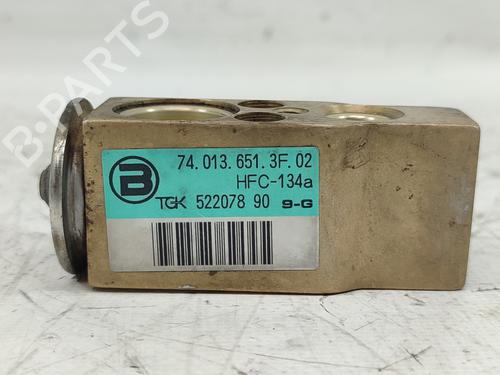 B-PARTS
B
74.013.651.3F.02
HFC-134a
TGK 522078 90 9-G